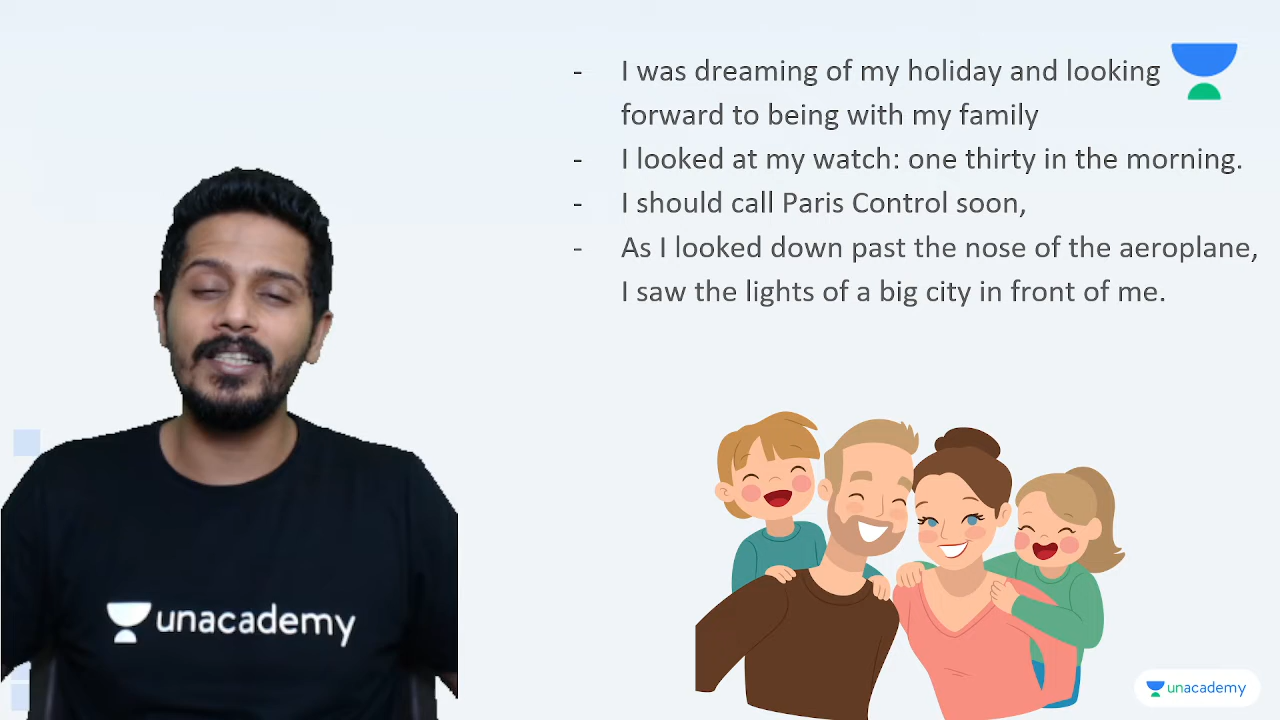 - I was dreaming of my holiday and looking
forward to being with my family
- I looked at my watch: one thirty in the morning.
- I should call Paris Control soon,
- As I looked down past the nose of the aeroplane,
I saw the lights of a big city in front of me.
unacademy
unacademy